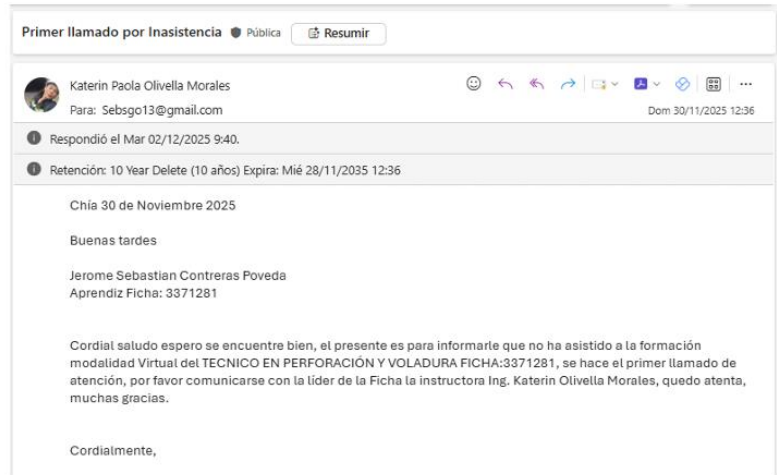 Primer llamado por Inasistencia Pública Resumir
Katerin Paola Olivella Morales
Para: Sebsgo13@gmail.com
Dom 30/11/2025 12:36
Respondió el Mar 02/12/2025 9:40.
Retención: 10 Year Delete (10 años) Expira: Mié 28/11/2035 12:36
Chía 30 de Noviembre 2025
Buenas tardes
Jerome Sebastian Contreras Poveda
Aprendiz Ficha: 3371281
Cordial saludo espero se encuentre bien, el presente es para informarle que no ha asistido a la formación
modalidad Virtual del TECNICO EN PERFORACIÓN Y VOLADURA FICHA:3371281, se hace el primer llamado de
atención, por favor comunicarse con la líder de la Ficha la instructora Ing. Katerin Olivella Morales, quedo atenta,
muchas gracias.
Cordialmente,